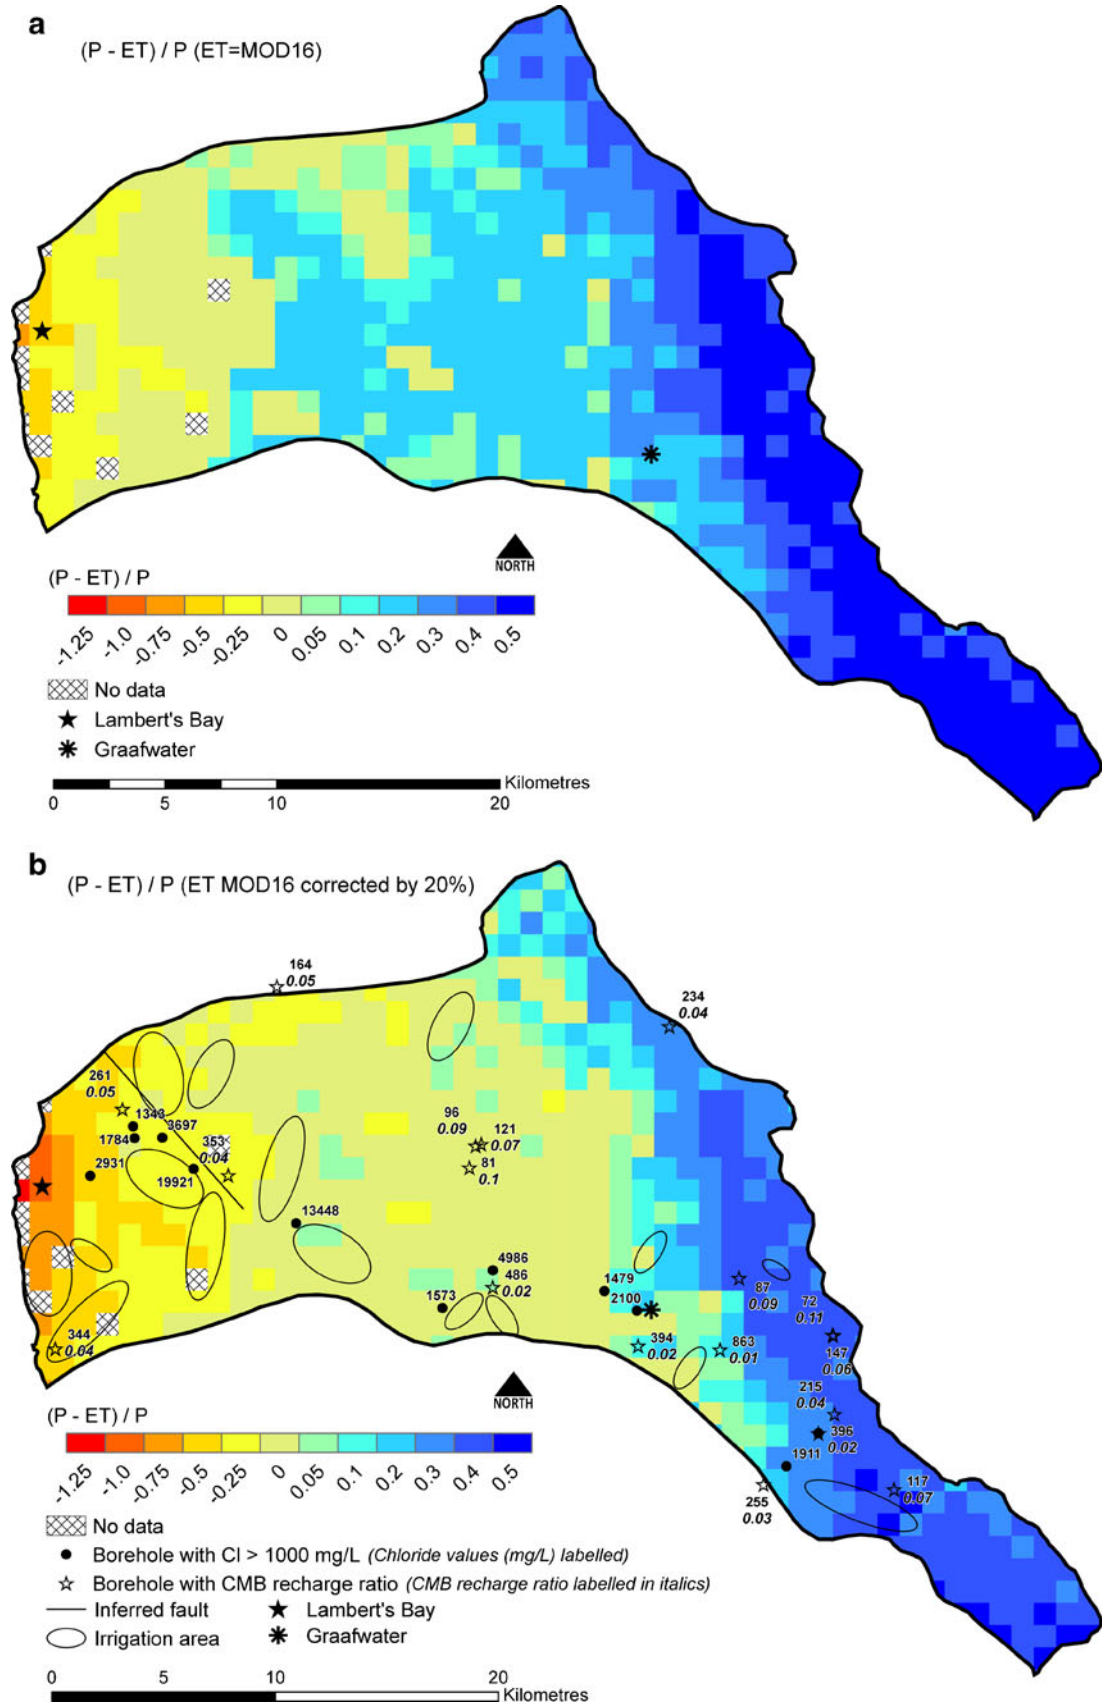 a
(P - ET) / P (ET=MOD16)
NORTH
(P - ET) / P
-1.25 -1.0 -0.75 -0.5 -0.25 0 0.05 0.1 0.2 0.3 0.4 0.5
No data
Lambert's Bay
Graafwater
Kilometres
0 5 10 20
b
(P - ET) / P (ET MOD16 corrected by 20%)
164
0.05
234
0.04
261
0.05
1343
1784
3697
353
0.04
2931
19921
96
0.09
121
0.07
81
0.1
13448
4986
486
0.02
1573
1479
2100
87
0.09
72
0.11
344
0.04
394
0.02
863
0.01
147
0.06
215
0.04
396
0.02
1911
117
0.07
255
0.03
NORTH
(P - ET) / P
-1.25 -1.0 -0.75 -0.5 -0.25 0 0.05 0.1 0.2 0.3 0.4 0.5
No data
Borehole with Cl > 1000 mg/L (Chloride values (mg/L) labelled)
Borehole with CMB recharge ratio (CMB recharge ratio labelled in italics)
Inferred fault
Lambert's Bay
Irrigation area
Graafwater
0 10 20
Kilometres